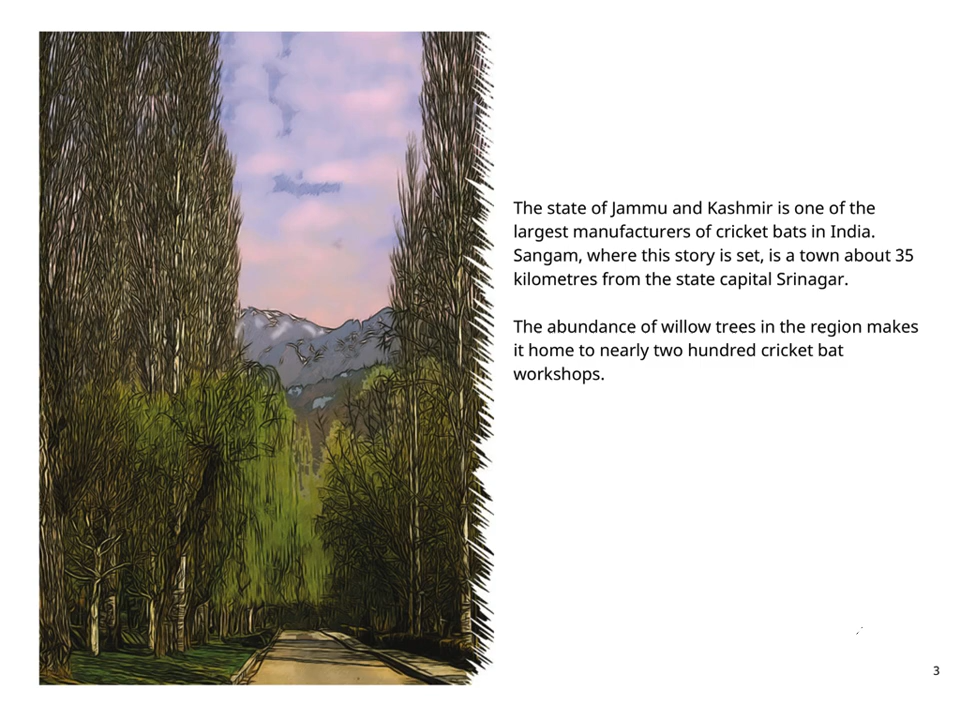 The state of Jammu and Kashmir is one of the
largest manufacturers of cricket bats in India.
Sangam, where this story is set, is a town about 35
kilometres from the state capital Srinagar.
The abundance of willow trees in the region makes
it home to nearly two hundred cricket bat
workshops.
3